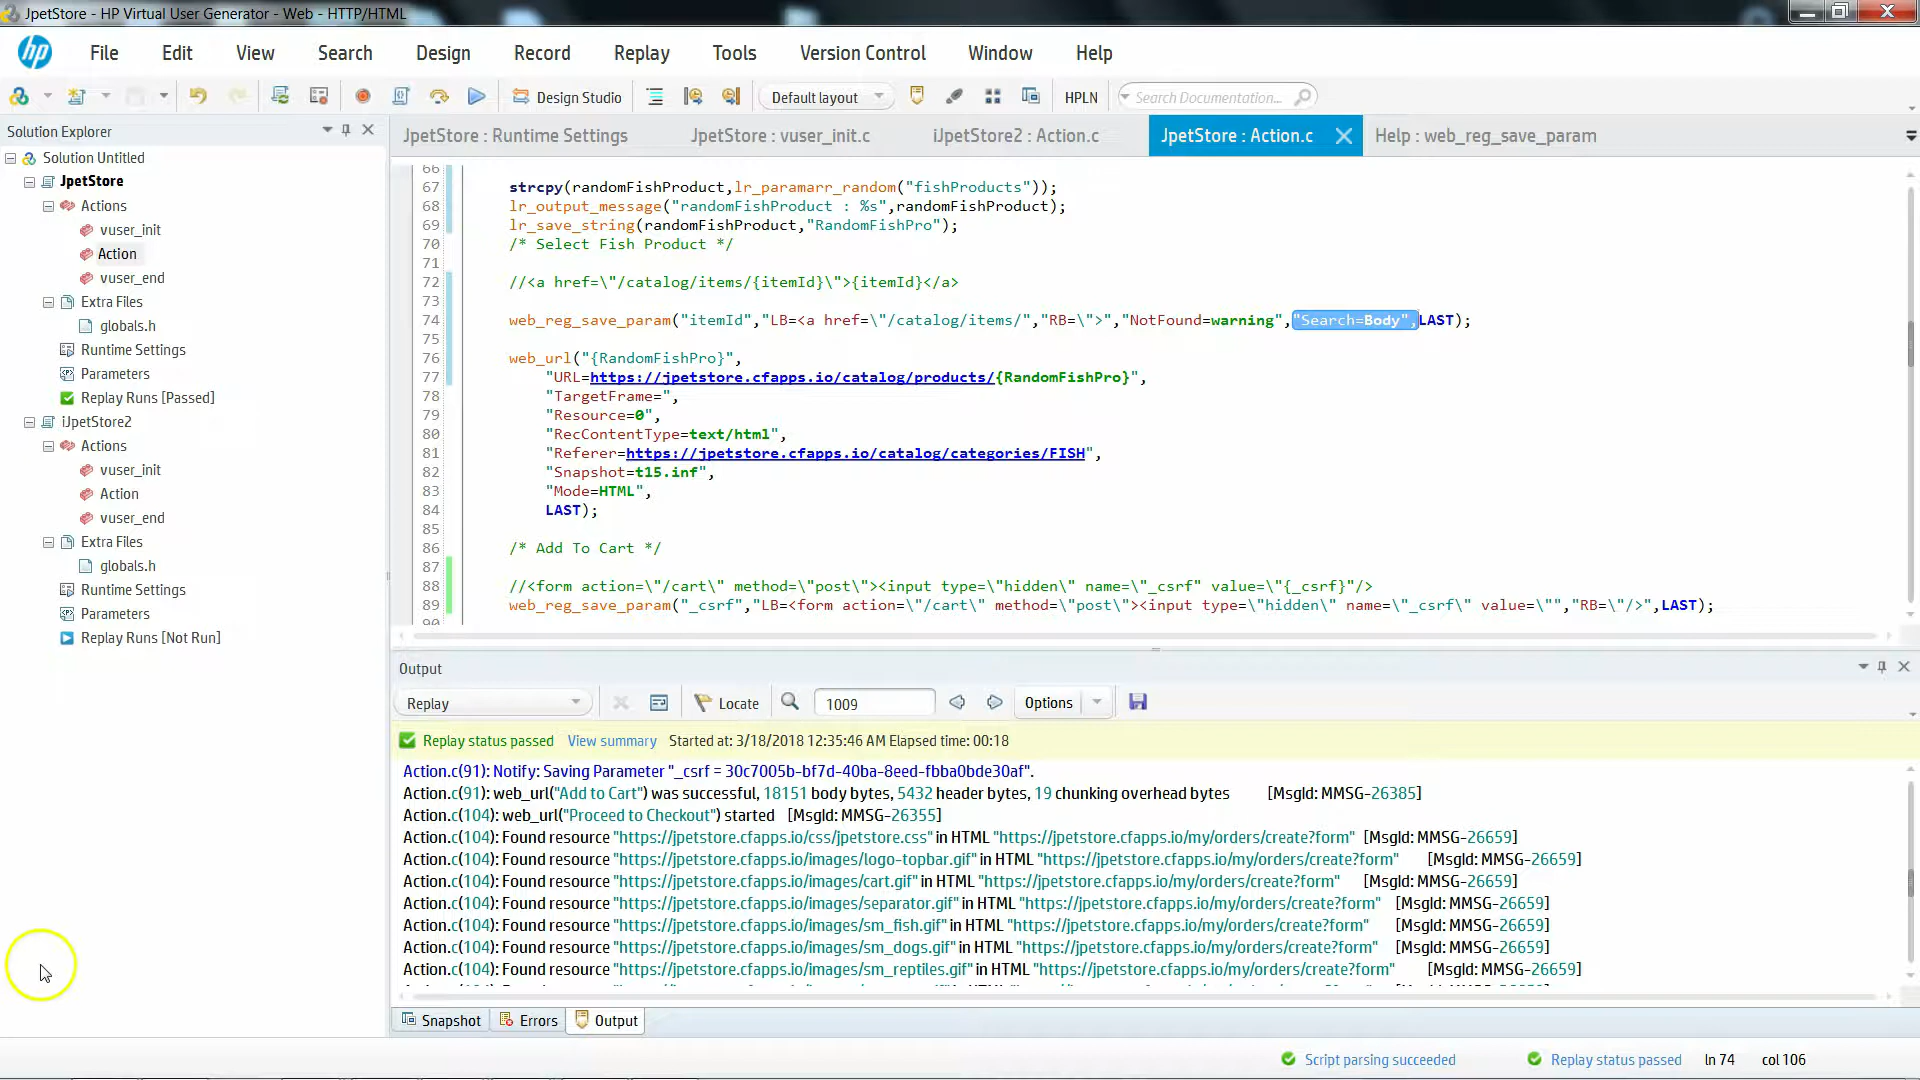 JpetStore - HP Virtual User Generator - Web - HTTP/HTML
hp File Edit View Search Design Record Replay Tools Version Control Window Help
Design Studio Default layout HPLN Search Documentation...
Solution Explorer
Solution Untitled
JpetStore
Actions
vuser_init
Action
vuser_end
Extra Files
globals.h
Runtime Settings
Parameters
Replay Runs [Passed]
iJpetStore2
Actions
vuser_init
Action
vuser_end
Extra Files
globals.h
Runtime Settings
Parameters
Replay Runs [Not Run]
JpetStore : Runtime Settings JpetStore : vuser_init.c iJpetStore2 : Action.c JpetStore : Action.c Help : web_reg_save_param
66
67 strcpy(randomFishProduct,lr_paramarr_random("fishProducts"));
68 lr_output_message("randomFishProduct : %s",randomFishProduct);
69 lr_save_string(randomFishProduct,"RandomFishPro");
70 /* Select Fish Product */
71
72 //<a href=\"/catalog/items/{itemId}\">{itemId}</a>
73
74 web_reg_save_param("itemId","LB=<a href=\"/catalog/items/","RB=\">","NotFound=warning","Search=Body",LAST);
75
76 web_url("{RandomFishPro}",
77 "URL=https://jpetstore.cfapps.io/catalog/products/{RandomFishPro}",
78 "TargetFrame=",
79 "Resource=0",
80 "RecContentType=text/html",
81 "Referer=https://jpetstore.cfapps.io/catalog/categories/FISH",
82 "Snapshot=t15.inf",
83 "Mode=HTML",
84 LAST);
85
86 /* Add To Cart */
87
88 //<form action=\"/cart\" method=\"post\"><input type=\"hidden\" name=\"_csrf" value=\"{_csrf}"/>
89 web_reg_save_param("_csrf","LB=<form action=\"/cart\" method=\"post\"><input type=\"hidden\" name=\"_csrf\" value=\"","RB=\"/>",LAST);
90
Output
Replay Locate 1009 Options
Replay status passed View summary Started at: 3/18/2018 12:35:46 AM Elapsed time: 00:18
Action.c(91): Notify: Saving Parameter "_csrf = 30c7005b-bf7d-40ba-8eed-fbba0bde30af".
Action.c(91): web_url("Add to Cart") was successful, 18151 body bytes, 5432 header bytes, 19 chunking overhead bytes [MsgId: MMSG-26385]
Action.c(104): web_url("Proceed to Checkout") started [MsgId: MMSG-26355]
Action.c(104): Found resource "https://jpetstore.cfapps.io/css/jpetstore.css" in HTML "https://jpetstore.cfapps.io/my/orders/create?form" [MsgId: MMSG-26659]
Action.c(104): Found resource "https://jpetstore.cfapps.io/images/logo-topbar.gif" in HTML "https://jpetstore.cfapps.io/my/orders/create?form" [MsgId: MMSG-26659]
Action.c(104): Found resource "https://jpetstore.cfapps.io/images/cart.gif" in HTML "https://jpetstore.cfapps.io/my/orders/create?form" [MsgId: MMSG-26659]
Action.c(104): Found resource "https://jpetstore.cfapps.io/images/separator.gif" in HTML "https://jpetstore.cfapps.io/my/orders/create?form" [MsgId: MMSG-26659]
Action.c(104): Found resource "https://jpetstore.cfapps.io/images/sm_fish.gif" in HTML "https://jpetstore.cfapps.io/my/orders/create?form" [MsgId: MMSG-26659]
Action.c(104): Found resource "https://jpetstore.cfapps.io/images/sm_dogs.gif" in HTML "https://jpetstore.cfapps.io/my/orders/create?form" [MsgId: MMSG-26659]
Action.c(104): Found resource "https://jpetstore.cfapps.io/images/sm_reptiles.gif" in HTML "https://jpetstore.cfapps.io/my/orders/create?form" [MsgId: MMSG-26659]
Snapshot Errors Output
Script parsing succeeded Replay status passed ln 74 col 106